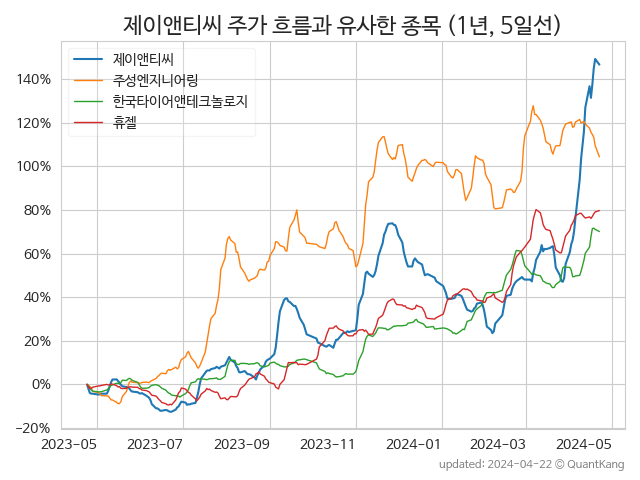 제이앤티씨 주가 흐름과 유사한 종목 (1년, 5일선)
제이앤티씨
주성엔지니어링
한국타이어앤테크놀로지
휴젤
140%
120%
100%
80%
60%
40%
20%
0%
−20%
2023-05 2023-07 2023-09 2023-11 2024-01 2024-03 2024-05
updated: 2024-04-22 © QuantKang